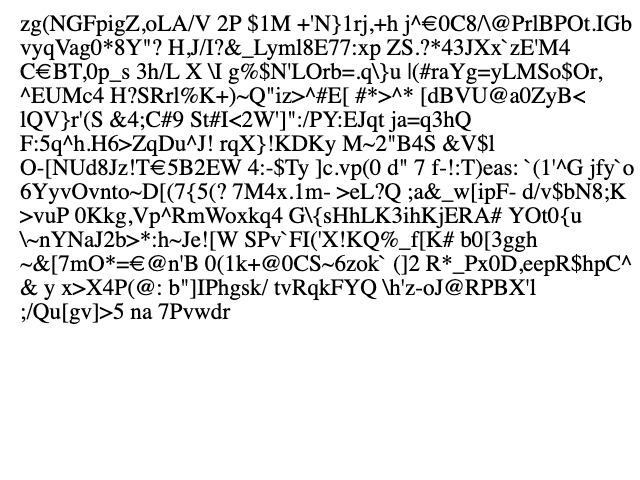 zg(NGFpigZ,oLA/V 2P $1M +'N}1rj,+h j^€0C8/\@PrlBPOt.IGb
vyqVag0*8Y"? H,J/I?&_Lyml8E77:xp ZS.?*43JXx`zE'M4
C€BT,0p_s 3h/L X \I g%$N'LOrb=.q\}u |(#raYg=yLMSo$Or,
^EUMc4 H?SRrl%K+)~Q"iz>^#E[ #*>^* [dBVU@a0ZyB<
lQV}r'(S &4;C#9 St#I<2W']":/PY:EJqt ja=q3hQ
F:5q^h.H6>ZqDu^J! rqX}!KDKy M~2"B4S &V$l
O-[NUd8Jz!T€5B2EW 4:-$Ty ]c.vp(0 d" 7 f-!:T)eas: `(1'^G jfy`o
6YyvOvnto~D[(7{5(? 7M4x.1m- >eL?Q ;a&_w[ipF- d/v$bN8;K
>vuP 0Kkg,Vp^RmWoxkq4 G\{sHhLK3ihKjERA# YOt0{u
\~nYNaJ2b>*:h~Je![W SPv`FI('X!KQ%_f[K# b0[3ggh
~&[7mO*=€@n'B 0(1k+@0CS~6zok` (]2 R*_Px0D,eepR$hpC^
& y x>X4P(@: b"]IPhgsk/ tvRqkFYQ \h'z-oJ@RPBX'l
;/Qu[gv]>5 na 7Pvwdr